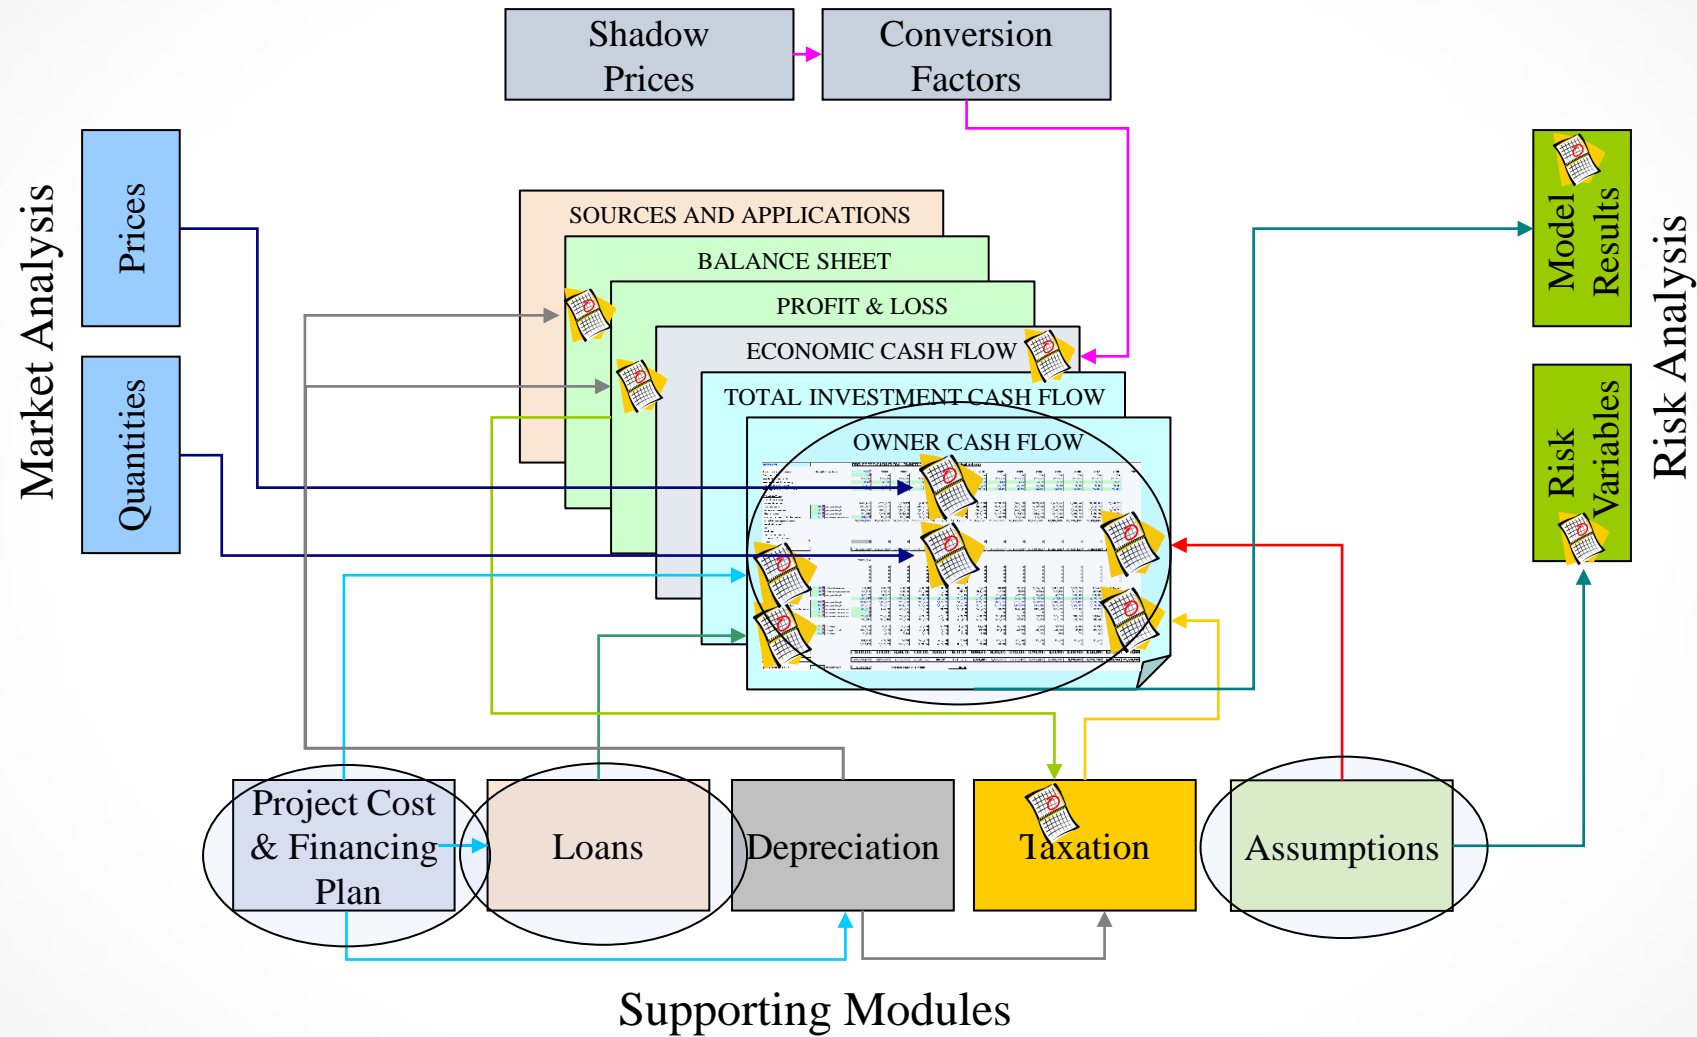 Shadow
Prices
Conversion
Factors
Market Analysis
Prices
Quantities
SOURCES AND APPLICATIONS
BALANCE SHEET
PROFIT & LOSS
ECONOMIC CASH FLOW
TOTAL INVESTMENT CASH FLOW
OWNER CASH FLOW
Model
Results
Risk
Variables
Risk Analysis
Project Cost
& Financing
Plan
Loans
Depreciation
Taxation
Assumptions
Supporting Modules